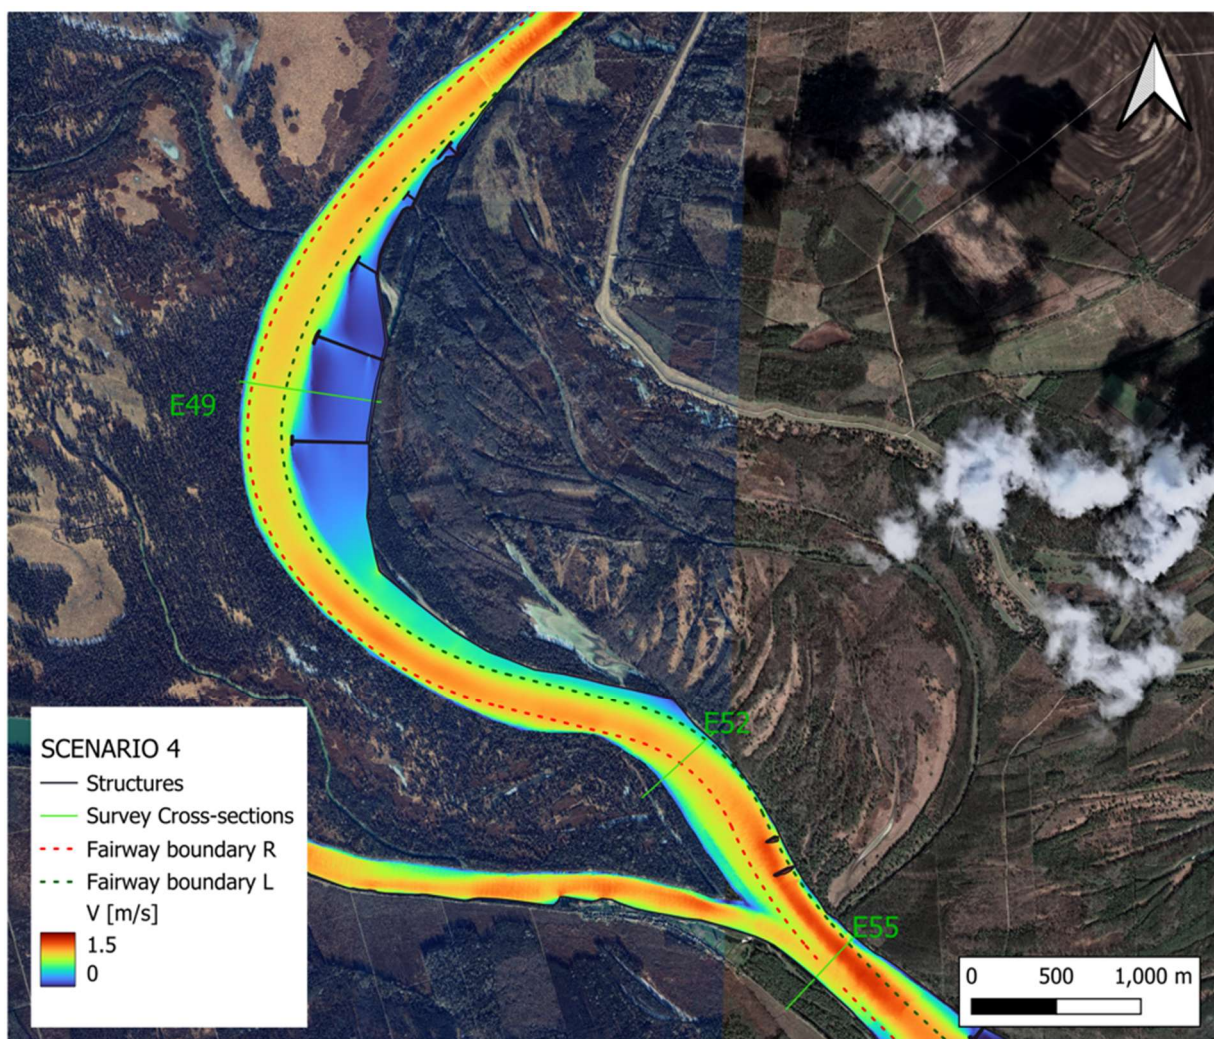 E49
E52
E55
SCENARIO 4
Structures
Survey Cross-sections
Fairway boundary R
Fairway boundary L
V [m/s]
1.5
0
0 500 1,000 m